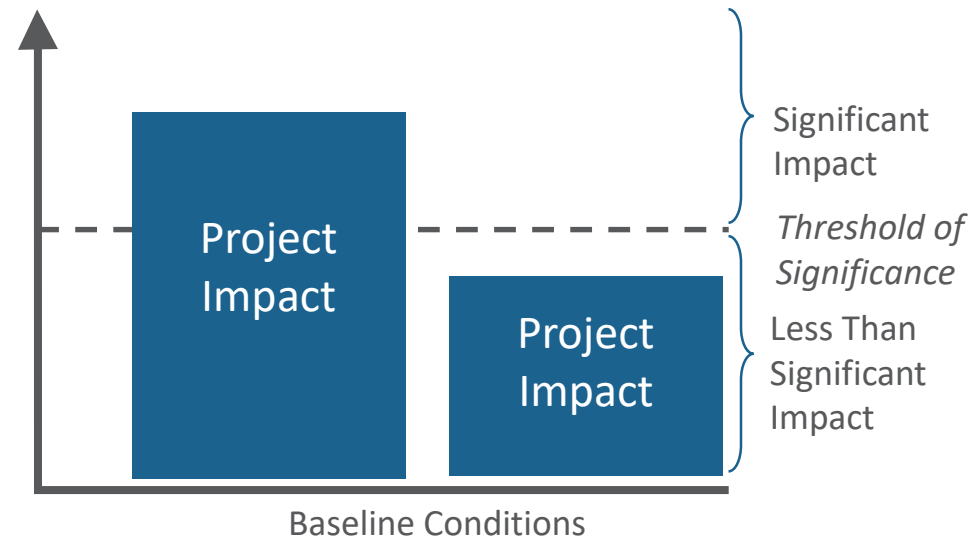 Significant
Impact
Threshold of
Significance
Project
Impact
Project
Impact
Less Than
Significant
Impact
Baseline Conditions